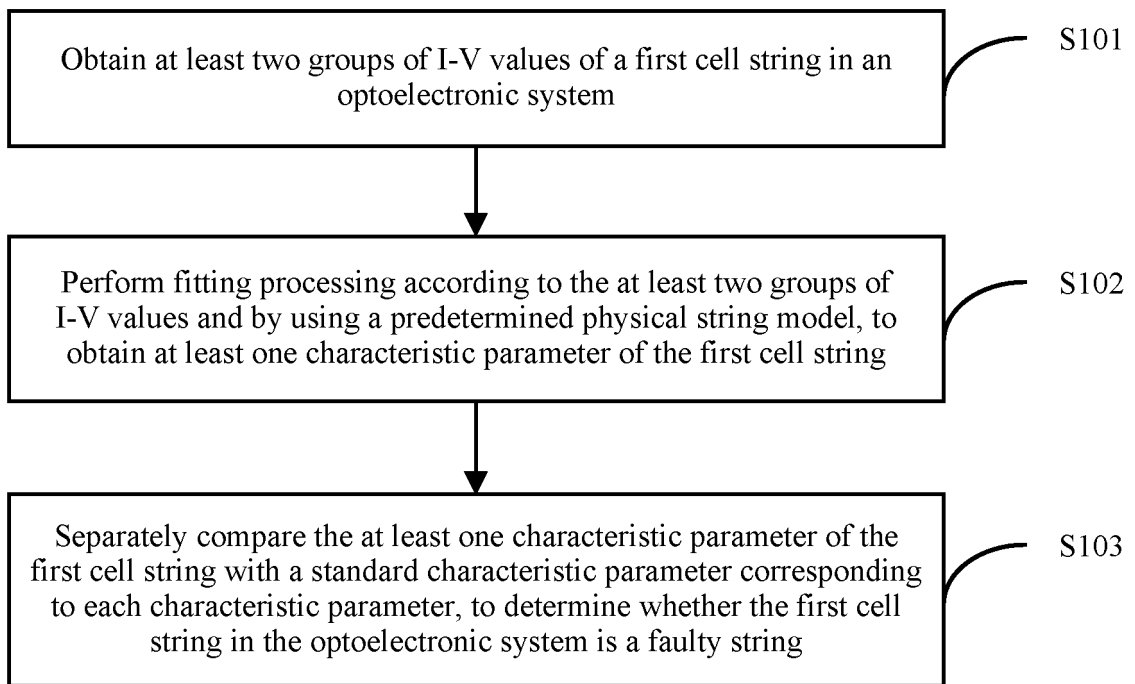 Obtain at least two groups of I-V values of a first cell string in an
optoelectronic system
S101
Perform fitting processing according to the at least two groups of
I-V values and by using a predetermined physical string model, to
obtain at least one characteristic parameter of the first cell string
S102
Separately compare the at least one characteristic parameter of the
first cell string with a standard characteristic parameter corresponding
to each characteristic parameter, to determine whether the first cell
string in the optoelectronic system is a faulty string
S103